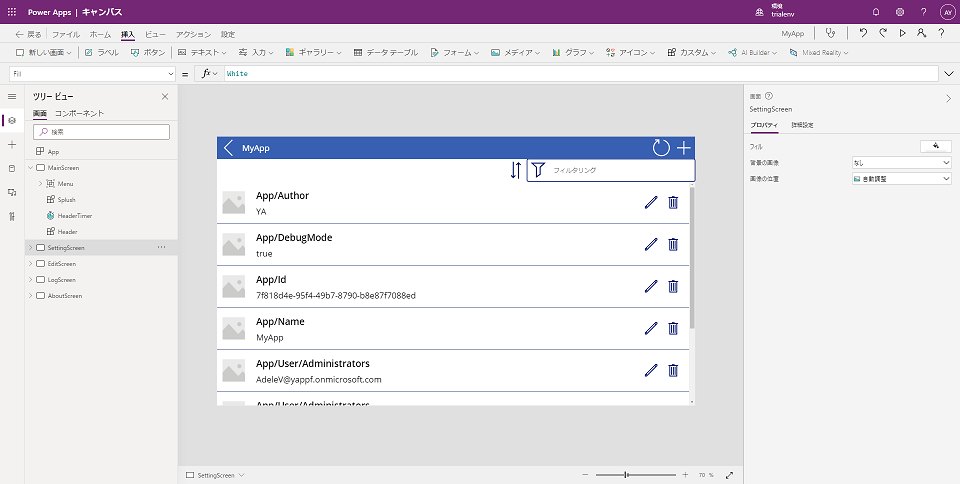 Power Apps | キャンバス
環境
trialenv
AY
戻る ファイル ホーム 挿入 ビュー アクション 設定
MyApp
新しい画面 ラベル ボタン テキスト 入力 ギャラリー データ テーブル フォーム メディア グラフ アイコン カスタム AI Builder Mixed Reality
Fill = fx White
ツリー ビュー
画面 コンポーネント
検索
App
MainScreen
Menu
Splush
HeaderTimer
Header
SettingScreen
EditScreen
LogScreen
AboutScreen
MyApp
フィルタリング
App/Author
YA
App/DebugMode
true
App/Id
7f818d4e-95f4-49b7-8790-b8e87f7088ed
App/Name
MyApp
App/User/Administrators
AdeleV@yappf.onmicrosoft.com
App/User/Administrators
SettingScreen
70 %
画面
SettingScreen
プロパティ 詳細設定
フィル
背景の画像 なし
画像の位置 自動調整